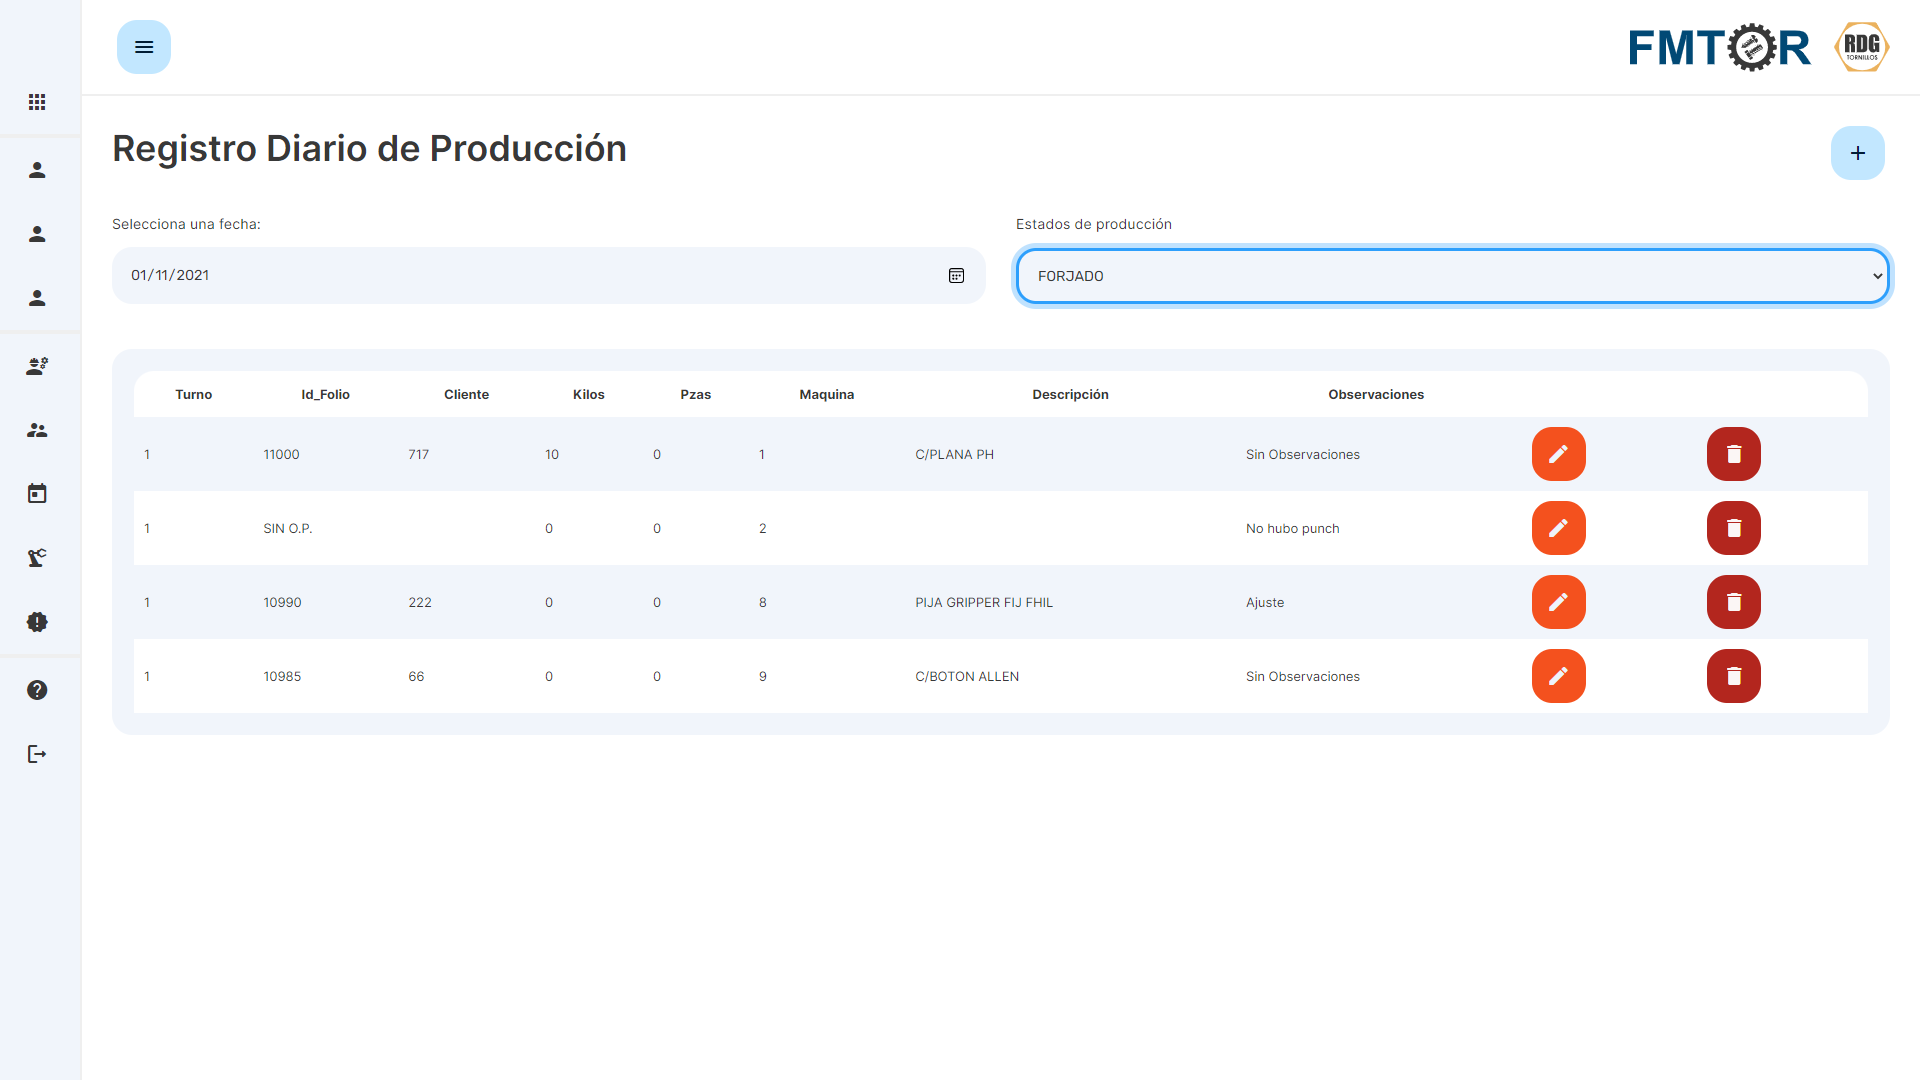 FMTOR
RDG
TORNILLOS
Registro Diario de Producción
Selecciona una fecha:
01/11/2021
Estados de producción
FORJADO
Turno Id_Folio Cliente Kilos Pzas Maquina Descripción Observaciones
1 11000 717 10 0 1 C/PLANA PH Sin Observaciones
1 SIN O.P. 0 0 2 No hubo punch
1 10990 222 0 0 8 PIJA GRIPPER FIJ FHIL Ajuste
1 10985 66 0 0 9 C/BOTON ALLEN Sin Observaciones